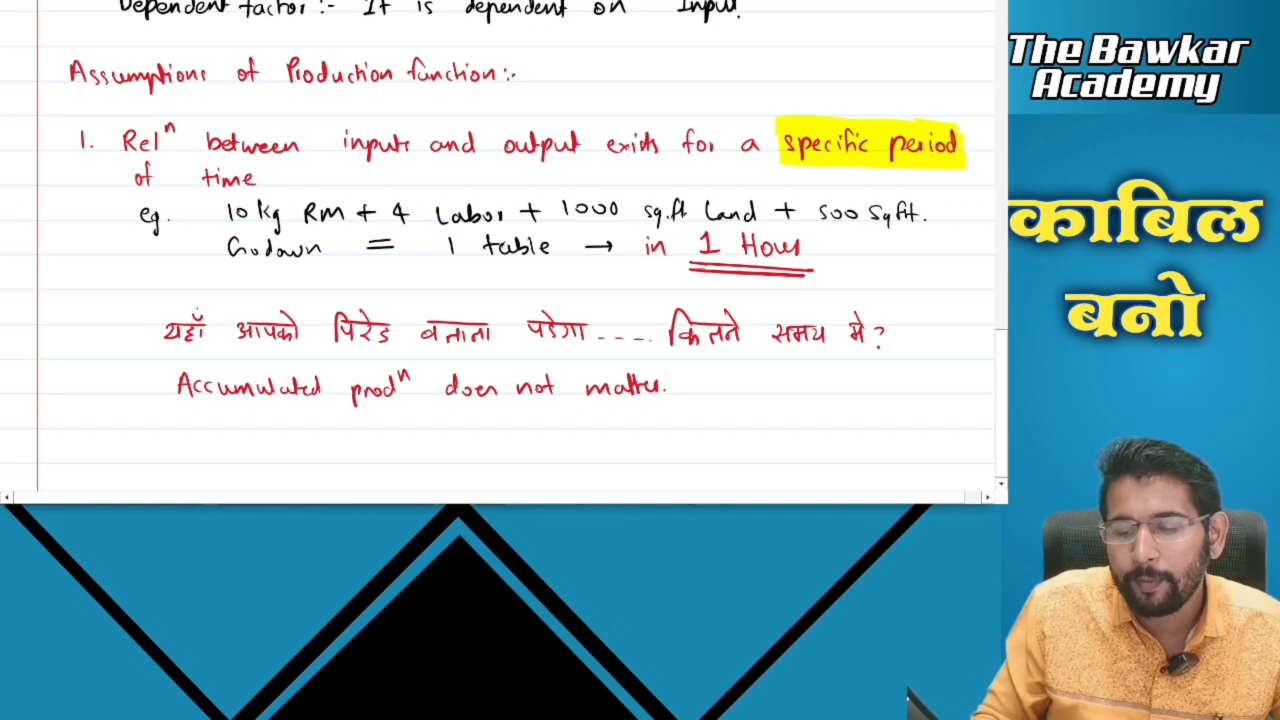 Dependent factor :- It is dependent on Input.
Assumptions of Production function :-
1. Relⁿ between inputs and output exists for a specific period
of time
eg. 10 kg RM + 4 Labor + 1000 sq.ft Land + 500 sq.ft.
Godown = 1 table → in 1 Hour
यहाँ आपको पिरेड बताना पडेगा .... कितने समय मे?
Accumulated prodⁿ does not matter.
The Bawkar
Academy
काबिल
बनो